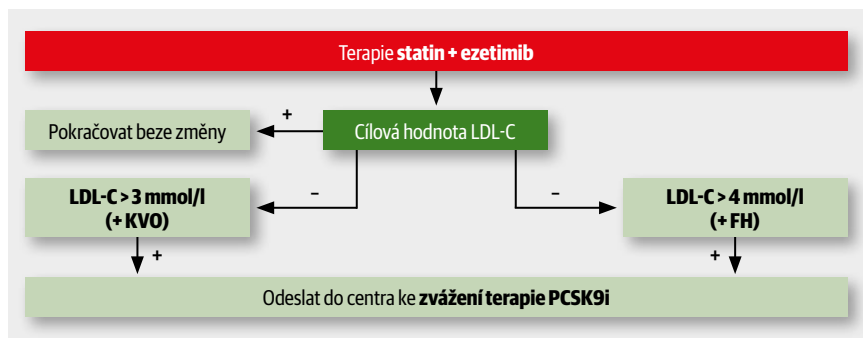 Terapie statin + ezetimib
+
Pokračovat beze změny
Cílová hodnota LDL-C
–
–
LDL-C > 3 mmol/l
(+ KVO)
LDL-C > 4 mmol/l
(+ FH)
+
+
Odeslat do centra ke zvážení terapie PCSK9i